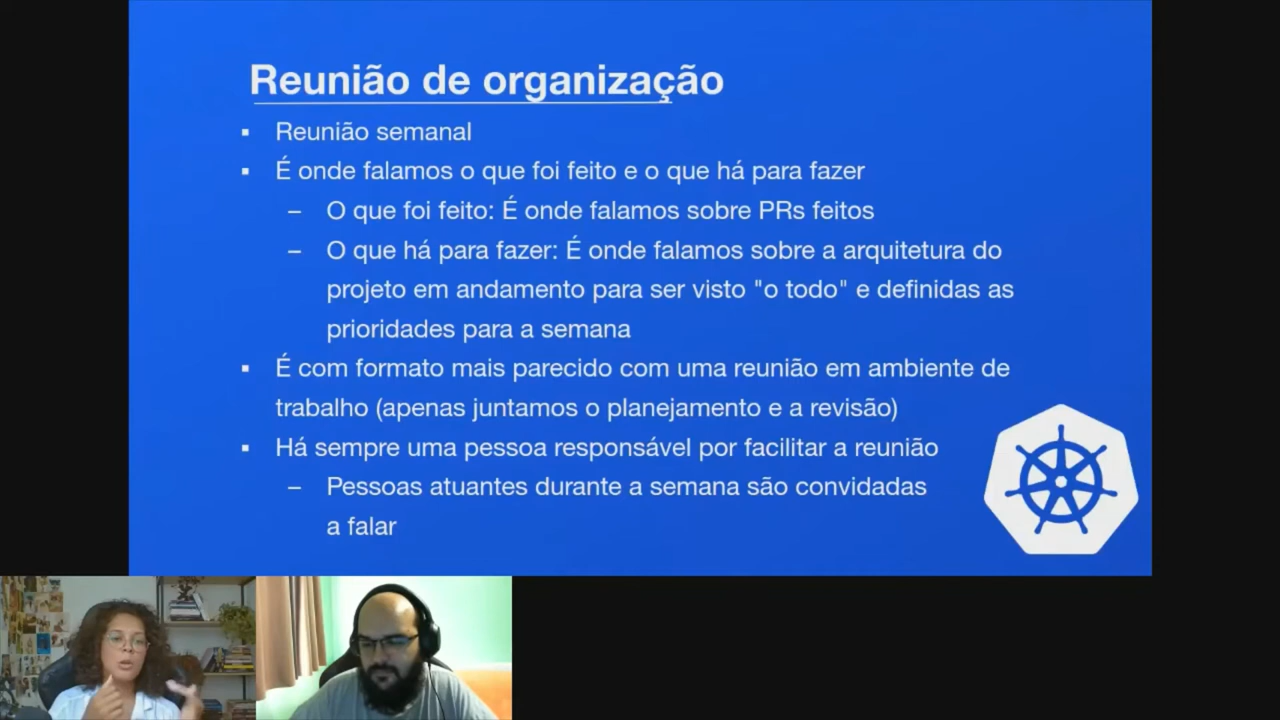 Reunião de organização
▪ Reunião semanal
▪ É onde falamos o que foi feito e o que há para fazer
– O que foi feito: É onde falamos sobre PRs feitos
– O que há para fazer: É onde falamos sobre a arquitetura do
projeto em andamento para ser visto "o todo" e definidas as
prioridades para a semana
▪ É com formato mais parecido com uma reunião em ambiente de
trabalho (apenas juntamos o planejamento e a revisão)
▪ Há sempre uma pessoa responsável por facilitar a reunião
– Pessoas atuantes durante a semana são convidadas
a falar